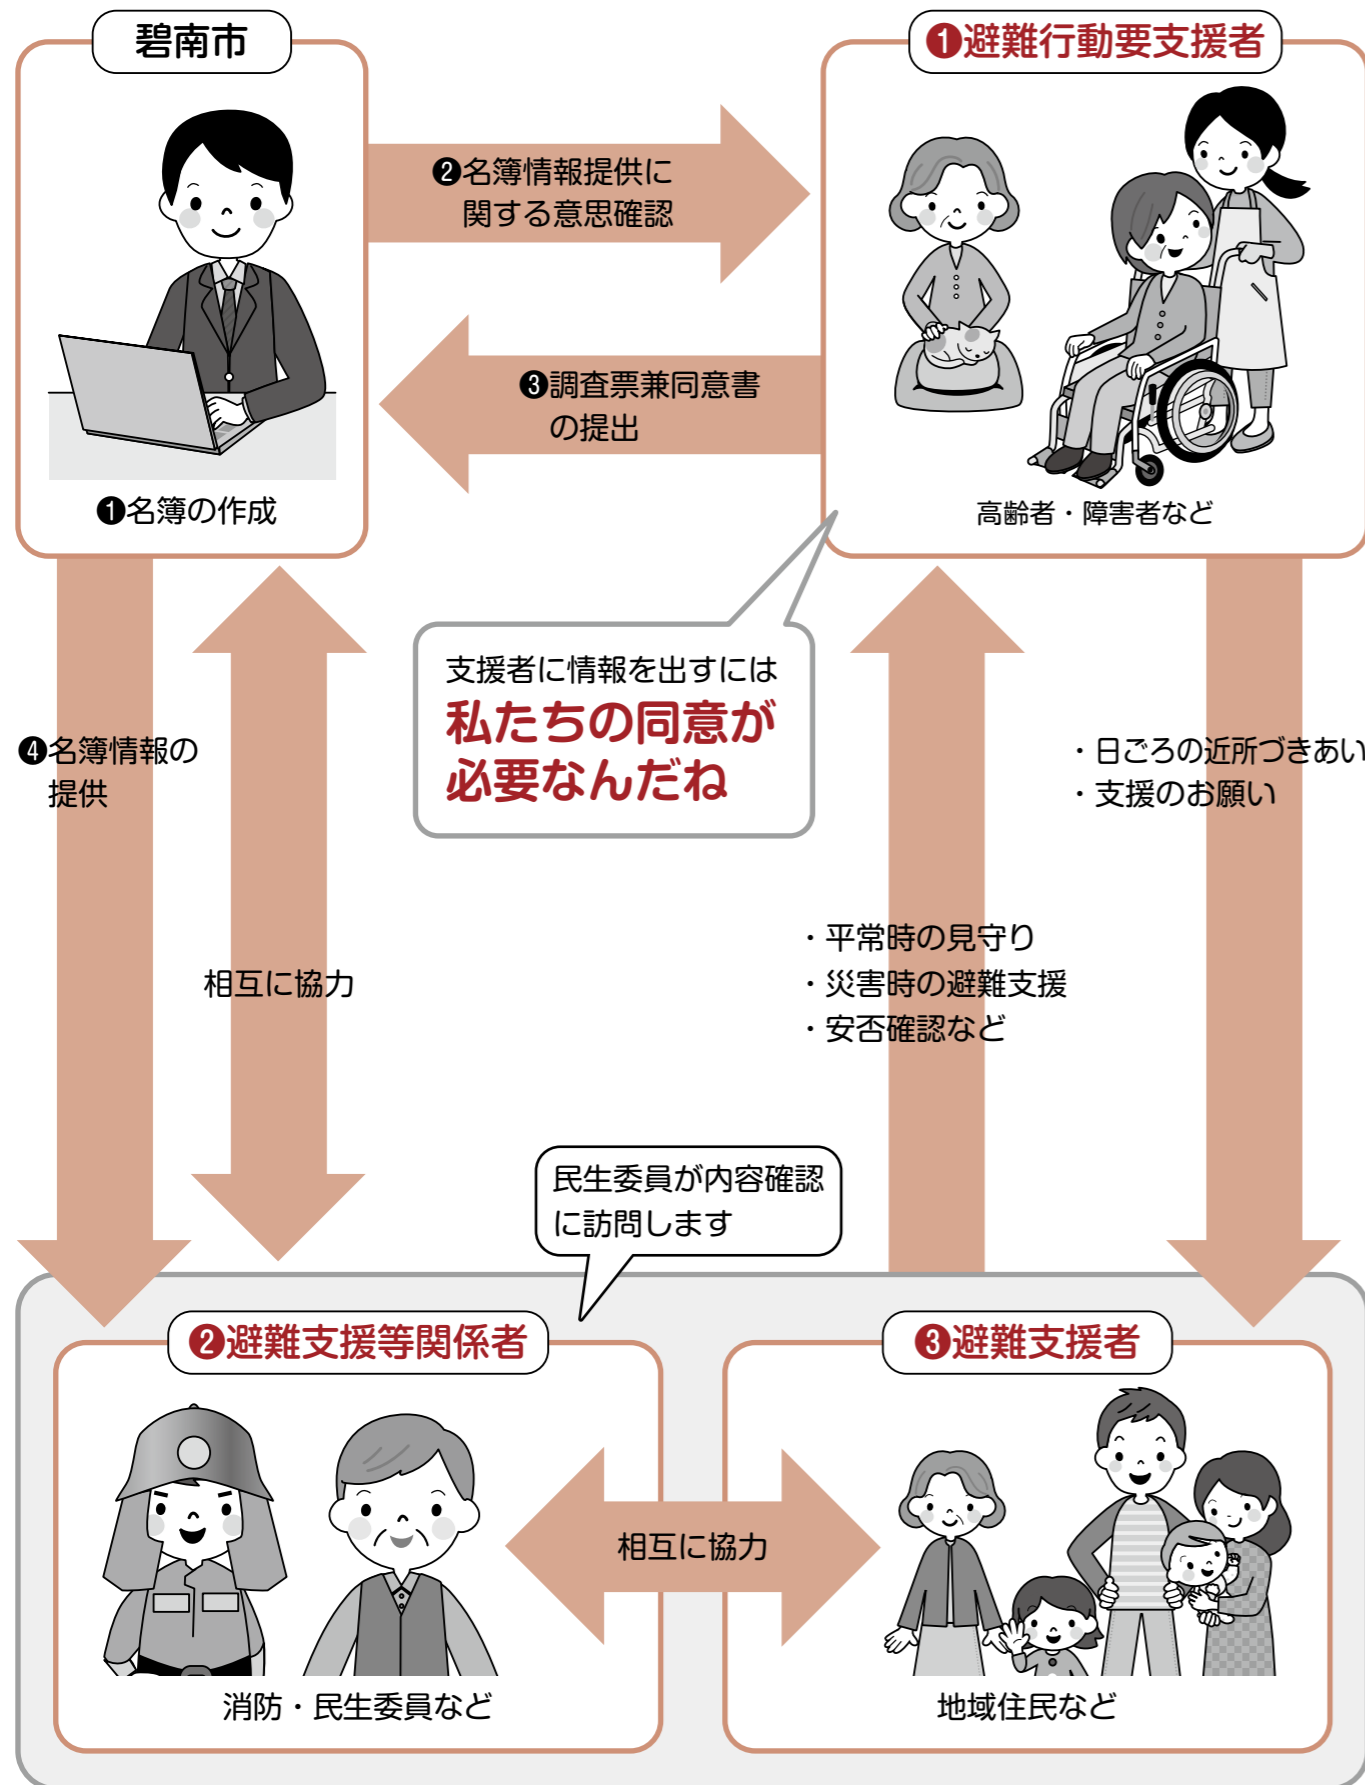 碧南市
❶避難行動要支援者
❷名簿情報提供に
関する意思確認
❸調査票兼同意書
の提出
❶名簿の作成
高齢者・障害者など
支援者に情報を出すには
私たちの同意が
必要なんだね
❹名簿情報の
提供
・日ごろの近所づきあい
・支援のお願い
相互に協力
・平常時の見守り
・災害時の避難支援
・安否確認など
民生委員が内容確認
に訪問します
❷避難支援等関係者
❸避難支援者
相互に協力
消防・民生委員など
地域住民など